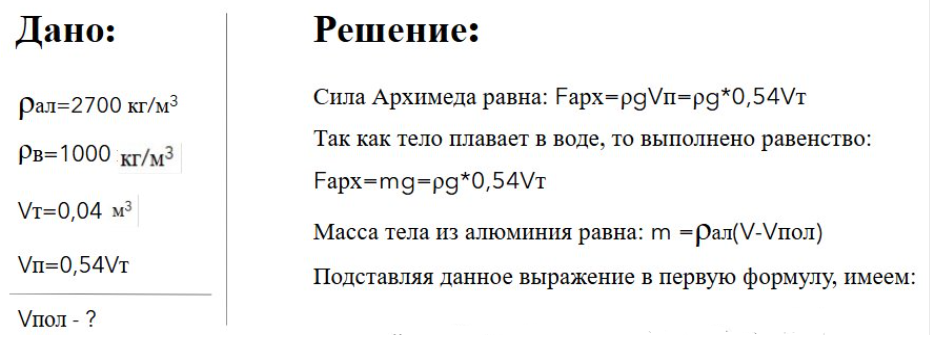 Дано:
ρал=2700 кг/м³
ρв=1000 кг/м³
Vт=0,04 м³
Vп=0,54Vт
Vпол - ?
Решение:
Сила Архимеда равна: Fарх=ρgVп=ρg*0,54Vт
Так как тело плавает в воде, то выполнено равенство:
Fарх=mg=ρg*0,54Vт
Масса тела из алюминия равна: m =ρал(V-Vпол)
Подставляя данное выражение в первую формулу, имеем: